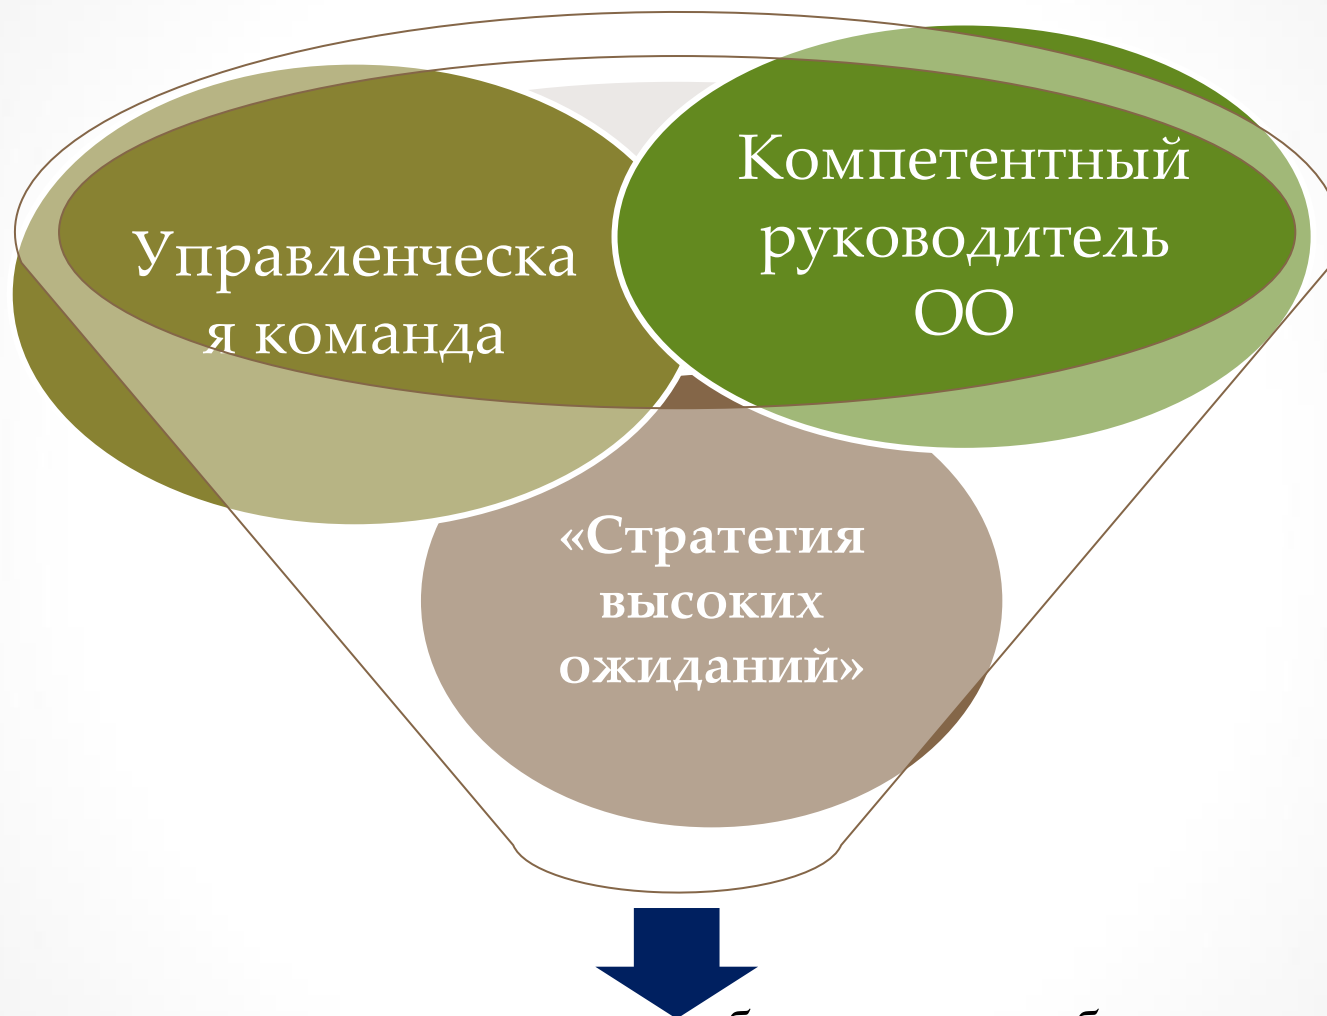 Управленческа
я команда
Компетентный
руководитель
ОО
«Стратегия
высоких
ожиданий»